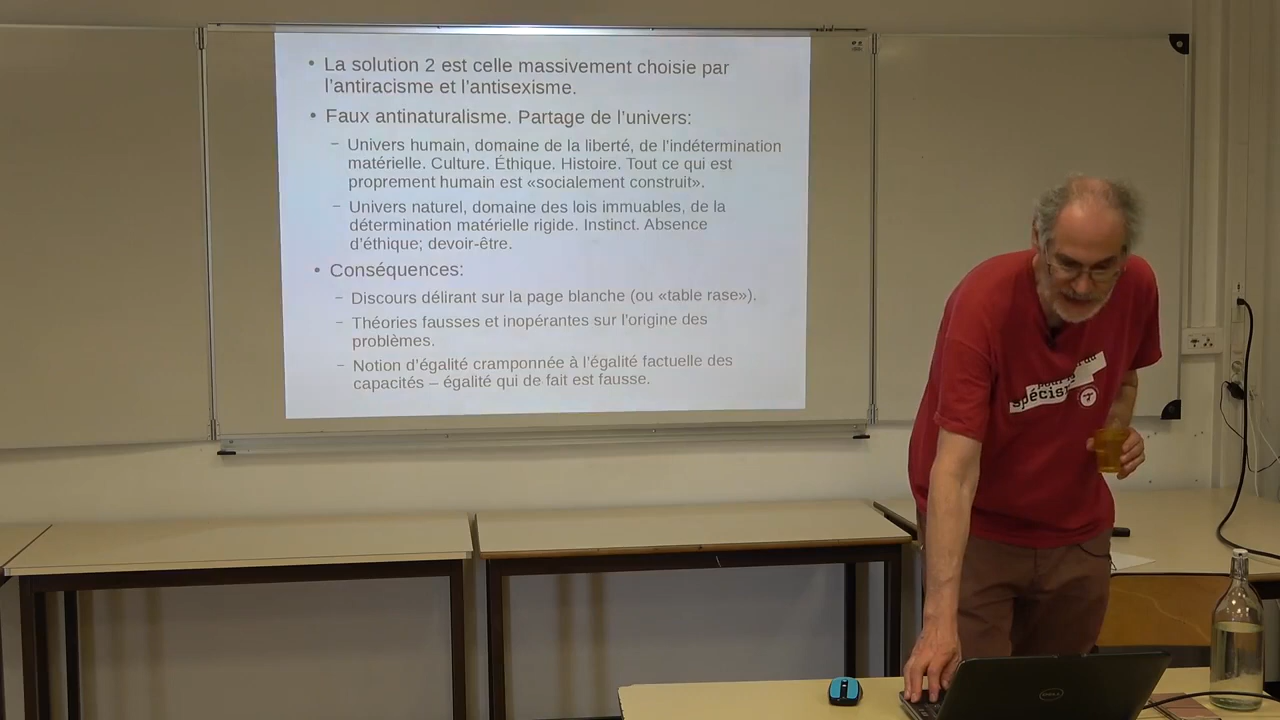 • La solution 2 est celle massivement choisie par
l’antiracisme et l’antisexisme.
• Faux antinaturalisme. Partage de l’univers:
– Univers humain, domaine de la liberté, de l’indétermination
matérielle. Culture. Éthique. Histoire. Tout ce qui est
proprement humain est «socialement construit».
– Univers naturel, domaine des lois immuables, de la
détermination matérielle rigide. Instinct. Absence
d’éthique; devoir-être.
• Conséquences:
– Discours délirant sur la page blanche (ou «table rase»).
– Théories fausses et inopérantes sur l’origine des
problèmes.
– Notion d’égalité cramponnée à l’égalité factuelle des
capacités – égalité qui de fait est fausse.
DELL